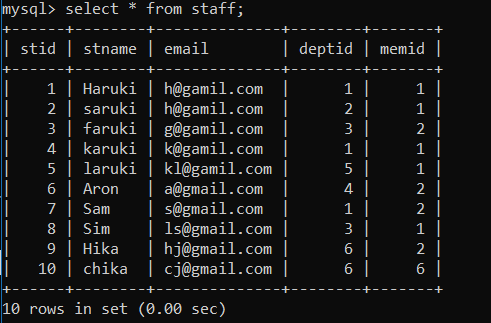 mysql> select * from staff;
+------+--------+--------------+--------+-------+
| stid | stname | email        | deptid | memid |
+------+--------+--------------+--------+-------+
|    1 | Haruki | h@gamil.com  |      1 |     1 |
|    2 | saruki | h@gamil.com  |      2 |     1 |
|    3 | faruki | g@gamil.com  |      3 |     2 |
|    4 | karuki | k@gamil.com  |      1 |     1 |
|    5 | laruki | kl@gamil.com |      5 |     1 |
|    6 | Aron   | a@gmail.com  |      4 |     2 |
|    7 | Sam    | s@gmail.com  |      1 |     2 |
|    8 | Sim    | ls@gmail.com |      3 |     1 |
|    9 | Hika   | hj@gmail.com |      6 |     2 |
|   10 | chika  | cj@gmail.com |      6 |     6 |
+------+--------+--------------+--------+-------+
10 rows in set (0.00 sec)